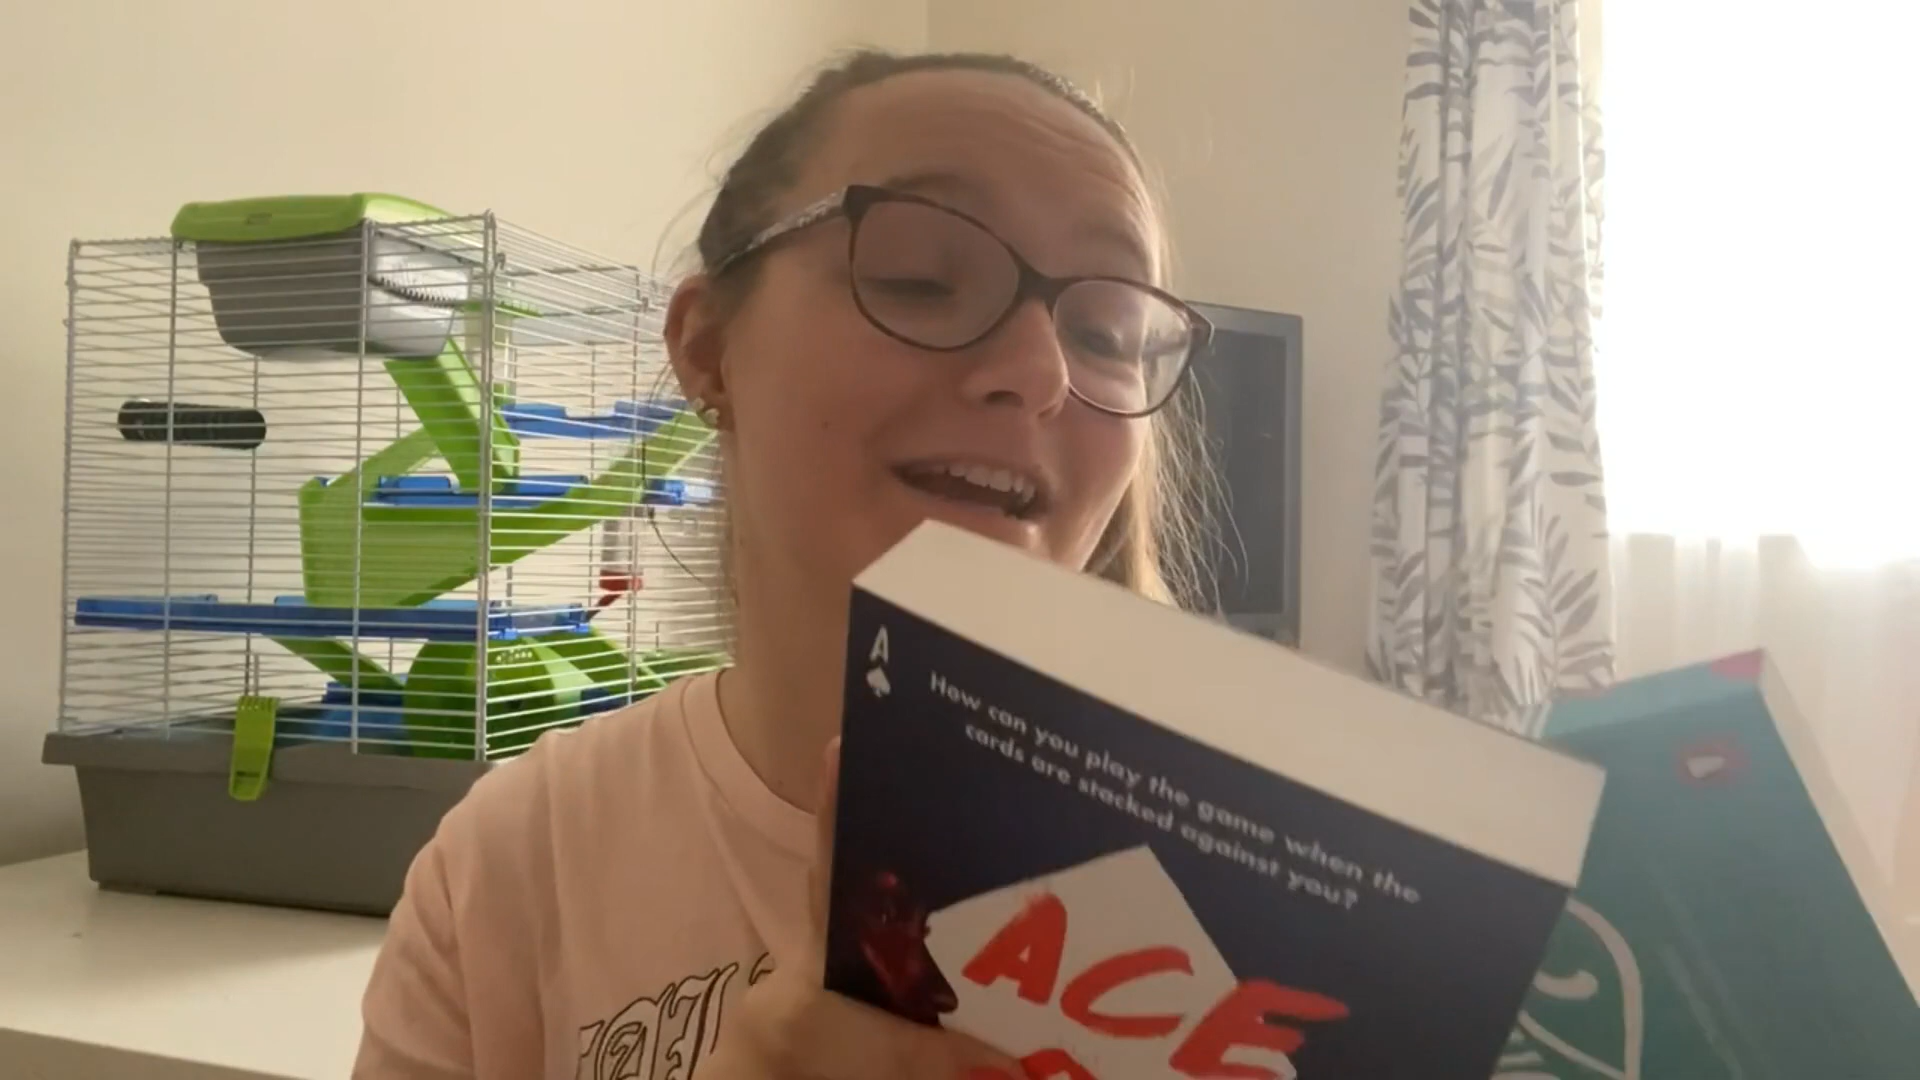 A
How can you play the game when the
cards are stacked against you?
ACE